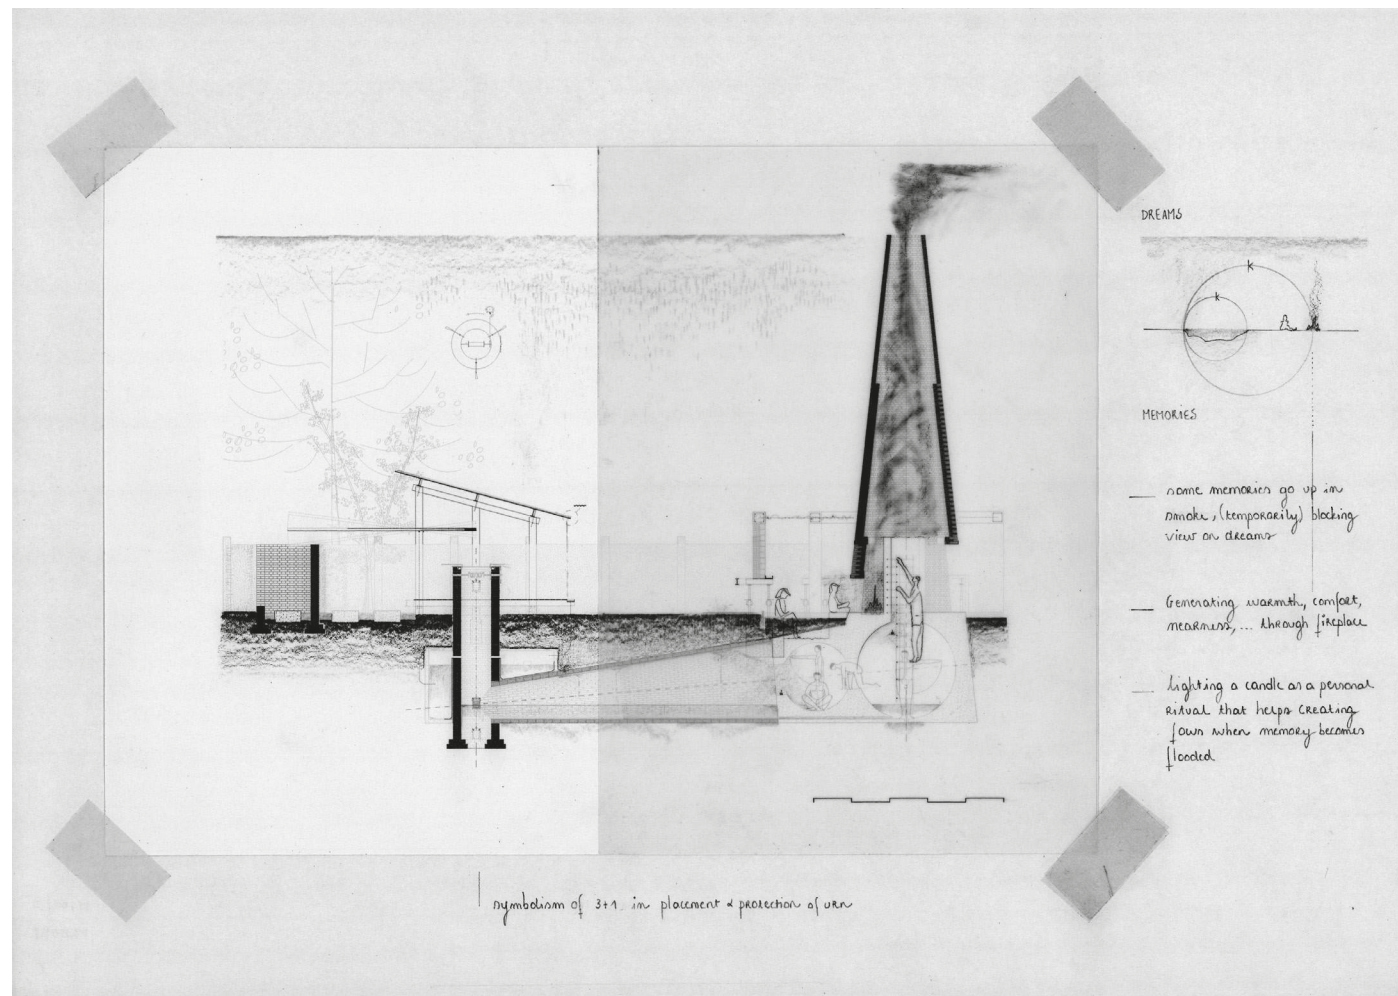 DREAMS
k
k
MEMORIES
some memories go up in
smoke, (temporarily) blocking
view on dreams
Generating warmth, comfort,
nearness, ... through fireplace
lighting a candle as a personal
ritual that helps creating
focus when memory becomes
flooded
symbolism of 3+1 in placement & protection of urn